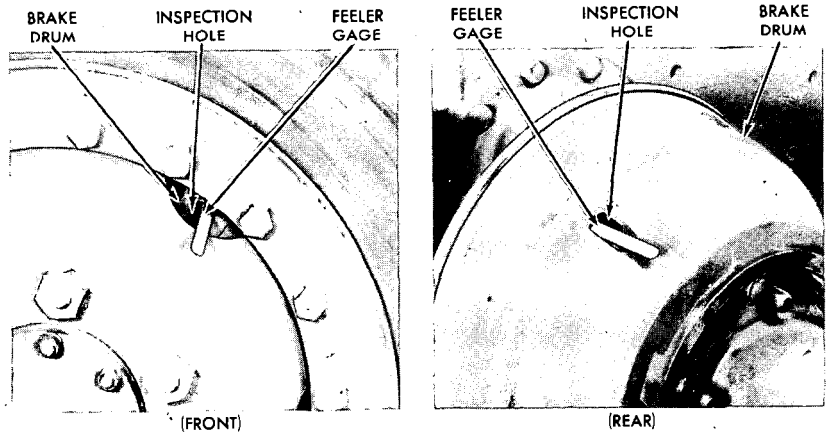 BRAKE
DRUM
INSPECTION
HOLE
FEELER
GAGE
FEELER
GAGE
INSPECTION
HOLE
BRAKE
DRUM
(FRONT)
(REAR)